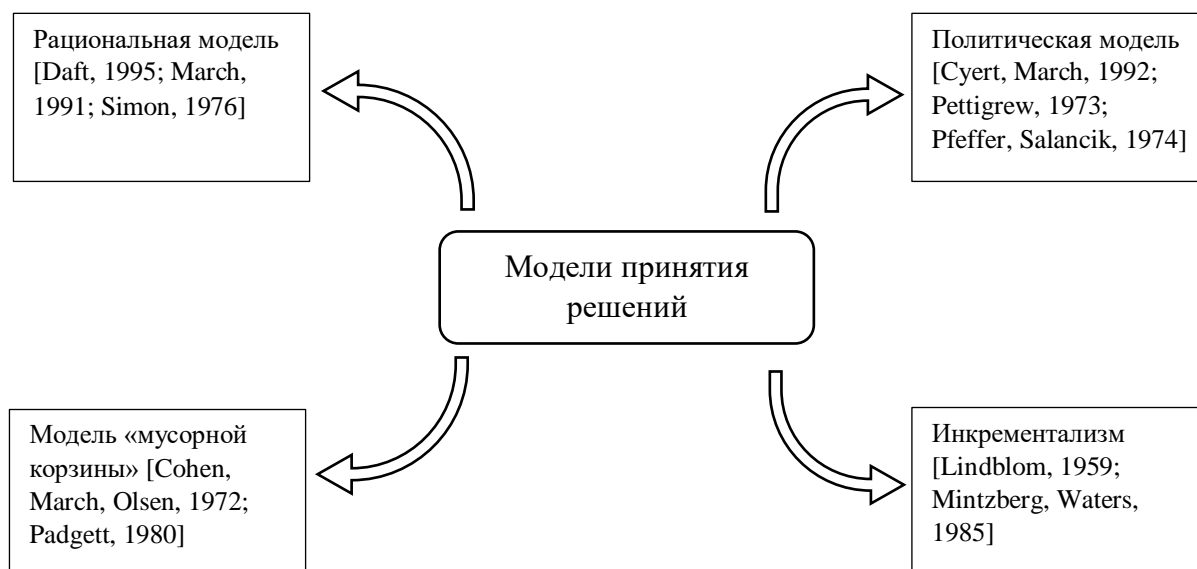 Рациональная модель
[Daft, 1995; March,
1991; Simon, 1976]
Политическая модель
[Cyert, March, 1992;
Pettigrew, 1973;
Pfeffer, Salancik, 1974]
Модели принятия
решений
Модель «мусорной
корзины» [Cohen,
March, Olsen, 1972;
Padgett, 1980]
Инкрементализм
[Lindblom, 1959;
Mintzberg, Waters,
1985]